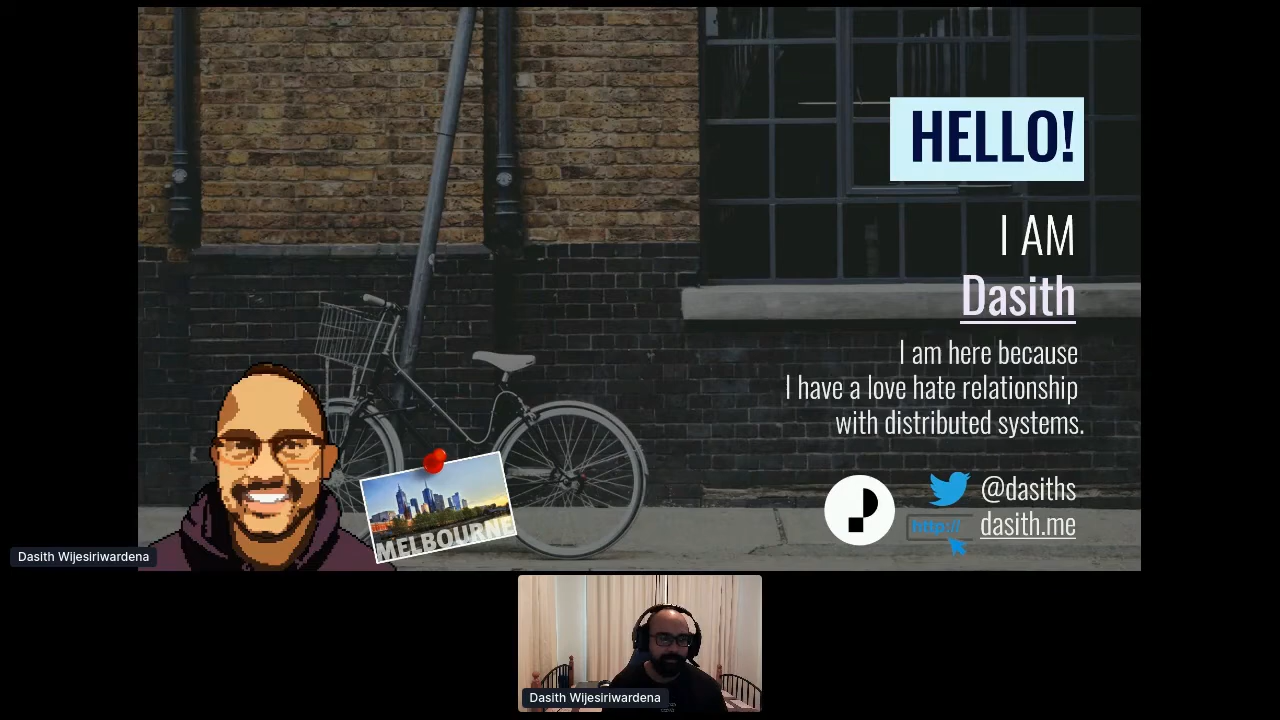 HELLO!
I AM
Dasith
I am here because
I have a love hate relationship
with distributed systems.
@dasiths
http://
dasith.me
MELBOURNE
Dasith Wijesiriwardena
Dasith Wijesiriwardena